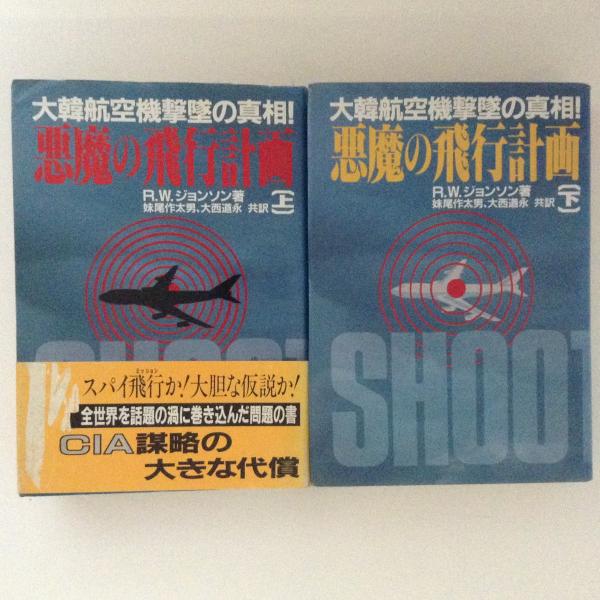 大韓航空機撃墜の真相!
悪魔の飛行計画
R.W.ジョンソン著
妹尾作太男、大西道永 共訳
【上】
SHOOT
スパイ飛行か!大胆な仮説か!
ミッション
全世界を話題の渦に巻き込んだ問題の書
CIA謀略の
大きな代償
大韓航空機撃墜の真相!
悪魔の飛行計画
R.W.ジョンソン著
妹尾作太男、大西道永 共訳
【下】
SHOOT